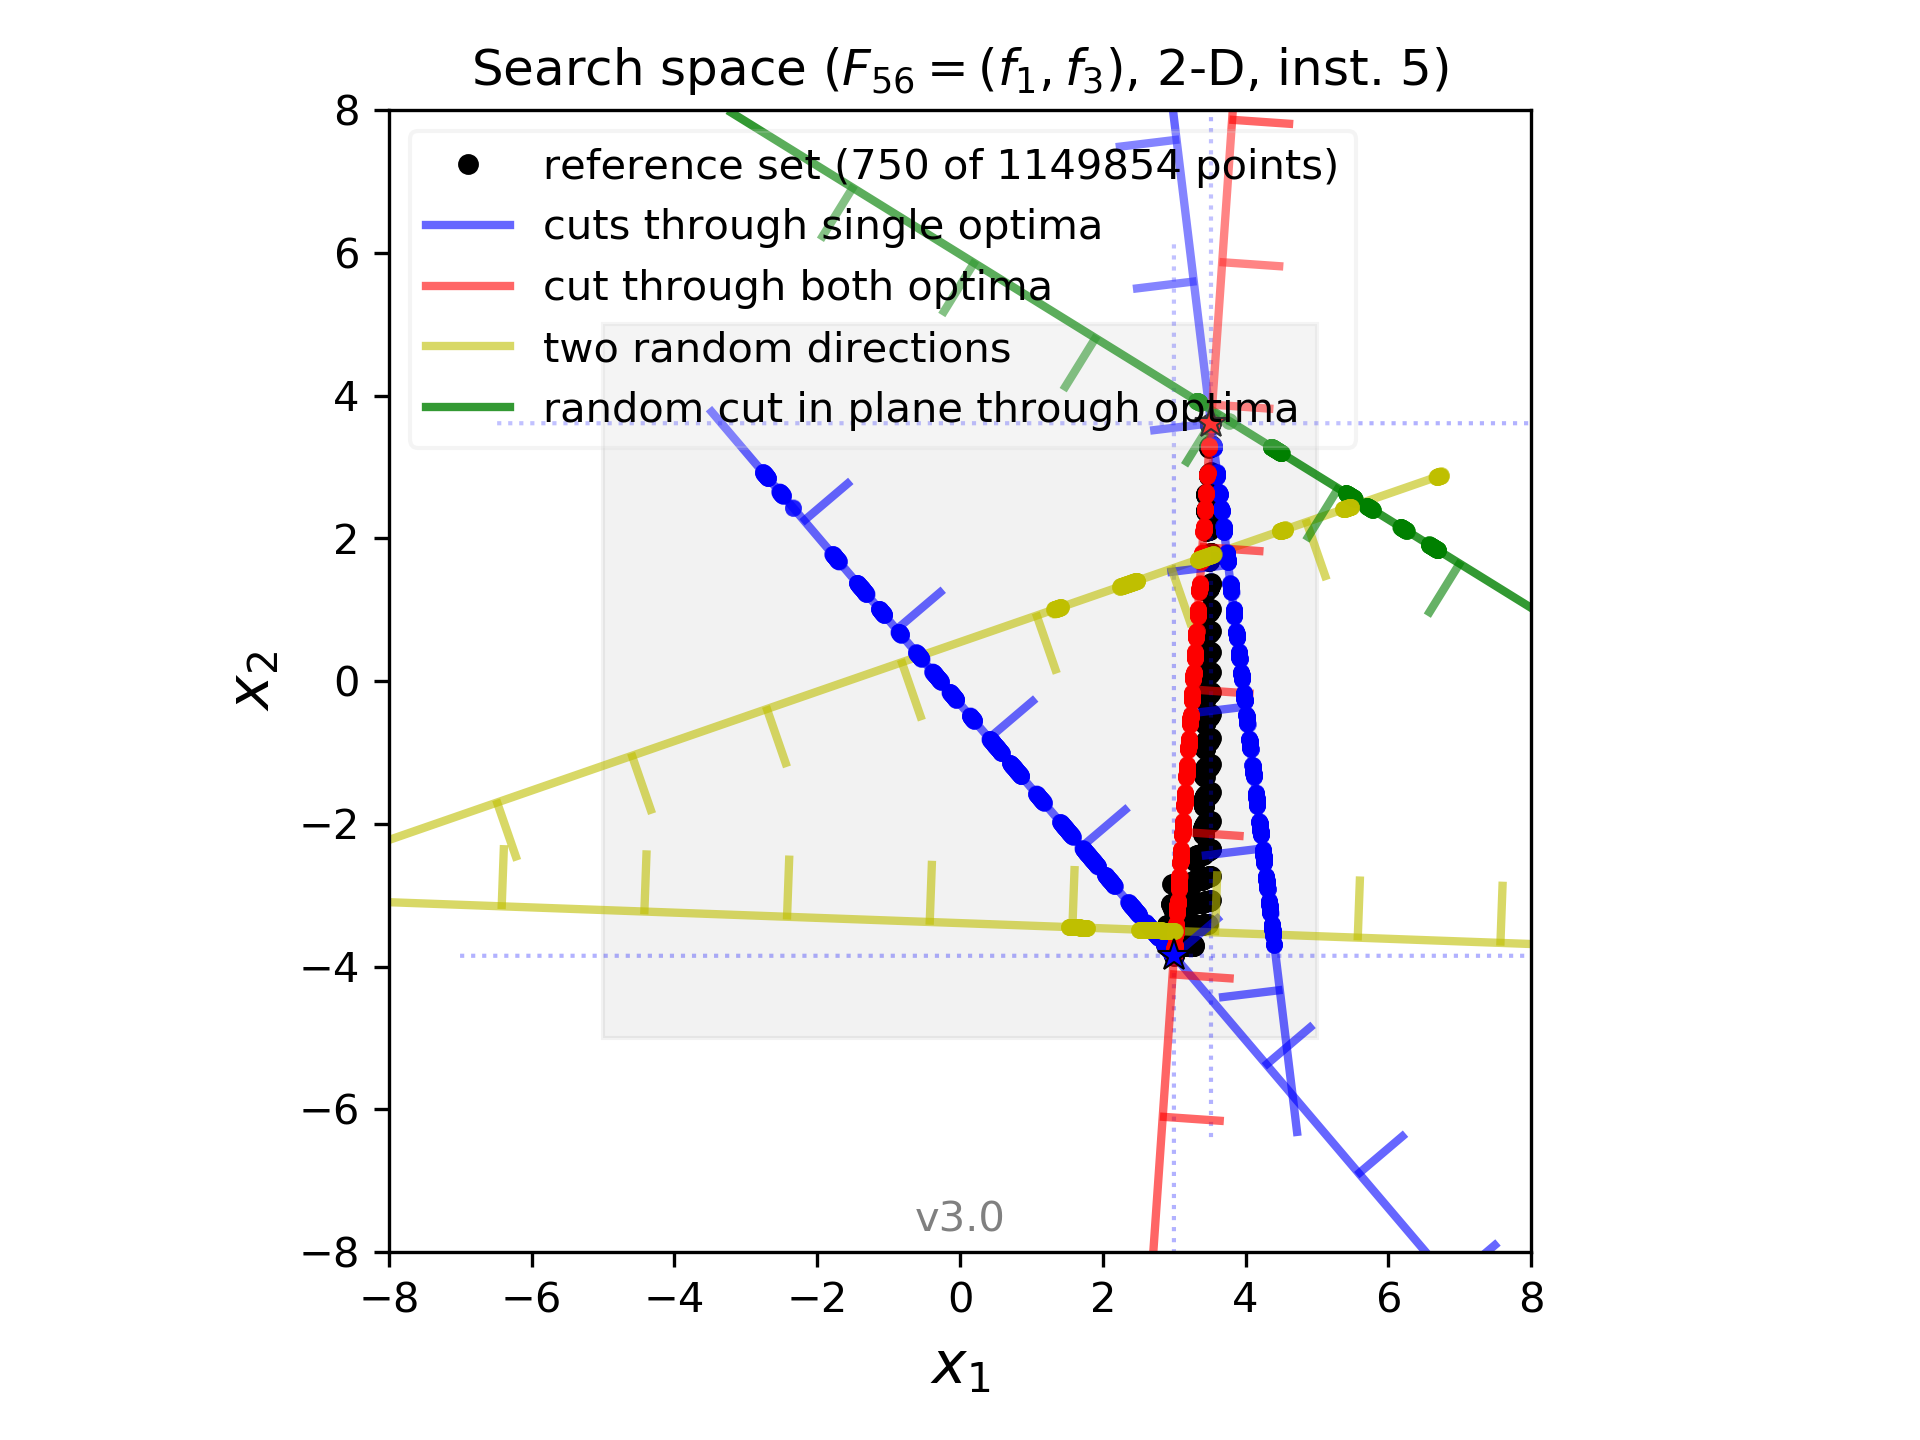 Search space (F56 = (f1, f3), 2-D, inst. 5)
8
reference set (750 of 1149854 points)
cuts through single optima
6
cut through both optima
two random directions
4
random cut in plane through optima
2
x2
0
−2
−4
−6
v3.0
−8
−8 −6 −4 −2 0 2 4 6 8
x1